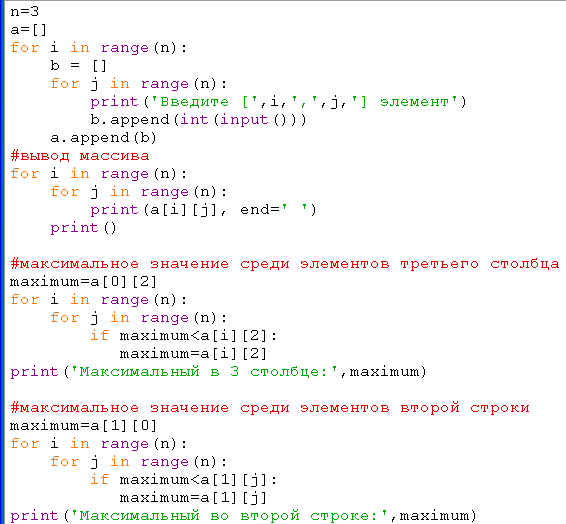 n=3
a=[]
for i in range(n):
    b = []
    for j in range(n):
        print('Введите [',i,',',j,'] элемент')
        b.append(int(input()))
    a.append(b)
#вывод массива
for i in range(n):
    for j in range(n):
        print(a[i][j], end=' ')
    print()

#максимальное значение среди элементов третьего столбца
maximum=a[0][2]
for i in range(n):
    for j in range(n):
        if maximum<a[i][2]:
           maximum=a[i][2]
print('Максимальный в 3 столбце:',maximum)

#максимальное значение среди элементов второй строки
maximum=a[1][0]
for i in range(n):
    for j in range(n):
        if maximum<a[1][j]:
           maximum=a[1][j]
print('Максимальный во второй строке:',maximum)